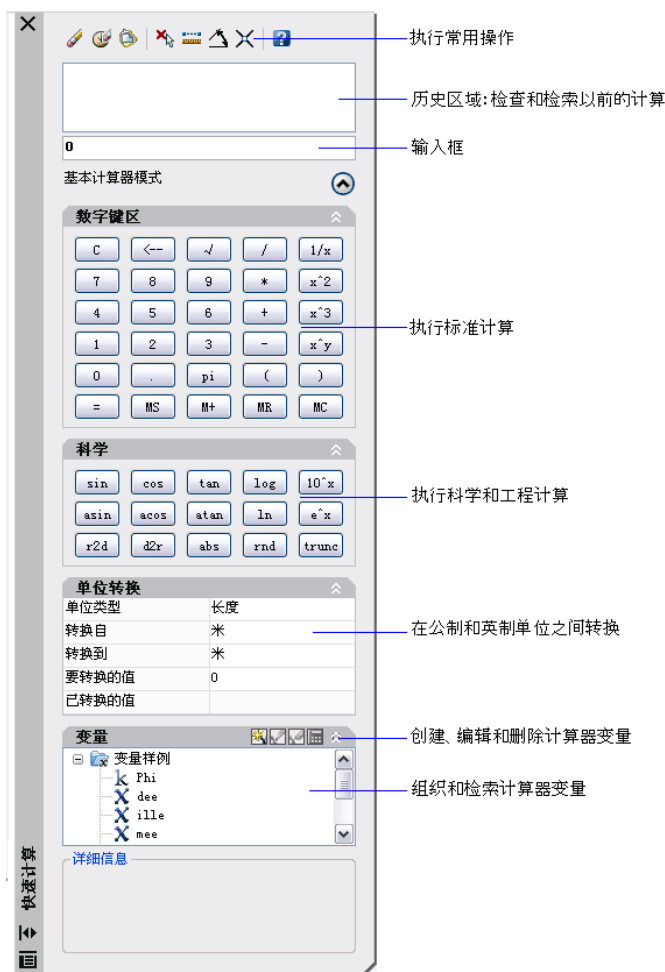 执行常用操作
历史区域:检查和检索以前的计算
0
输入框
基本计算器模式
数字键区
C <-- √ / 1/x
7 8 9 * x^2
4 5 6 + x^3
执行标准计算
1 2 3 - x^y
0 . pi ( )
= MS M+ MR MC
科学
sin cos tan log 10^x
执行科学和工程计算
asin acos atan ln e^x
r2d d2r abs rnd trunc
单位转换
单位类型 长度
转换自 米
在公制和英制单位之间转换
转换到 米
要转换的值 0
已转换的值
变量
创建、编辑和删除计算器变量
变量样例
k Phi
X dee
组织和检索计算器变量
X ille
X mee
详细信息
快速计算